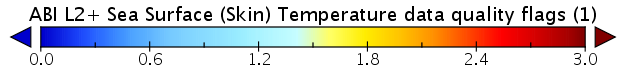 ABI L2+ Sea Surface (Skin) Temperature data quality flags (1)
0.0 0.6 1.2 1.8 2.4 3.0